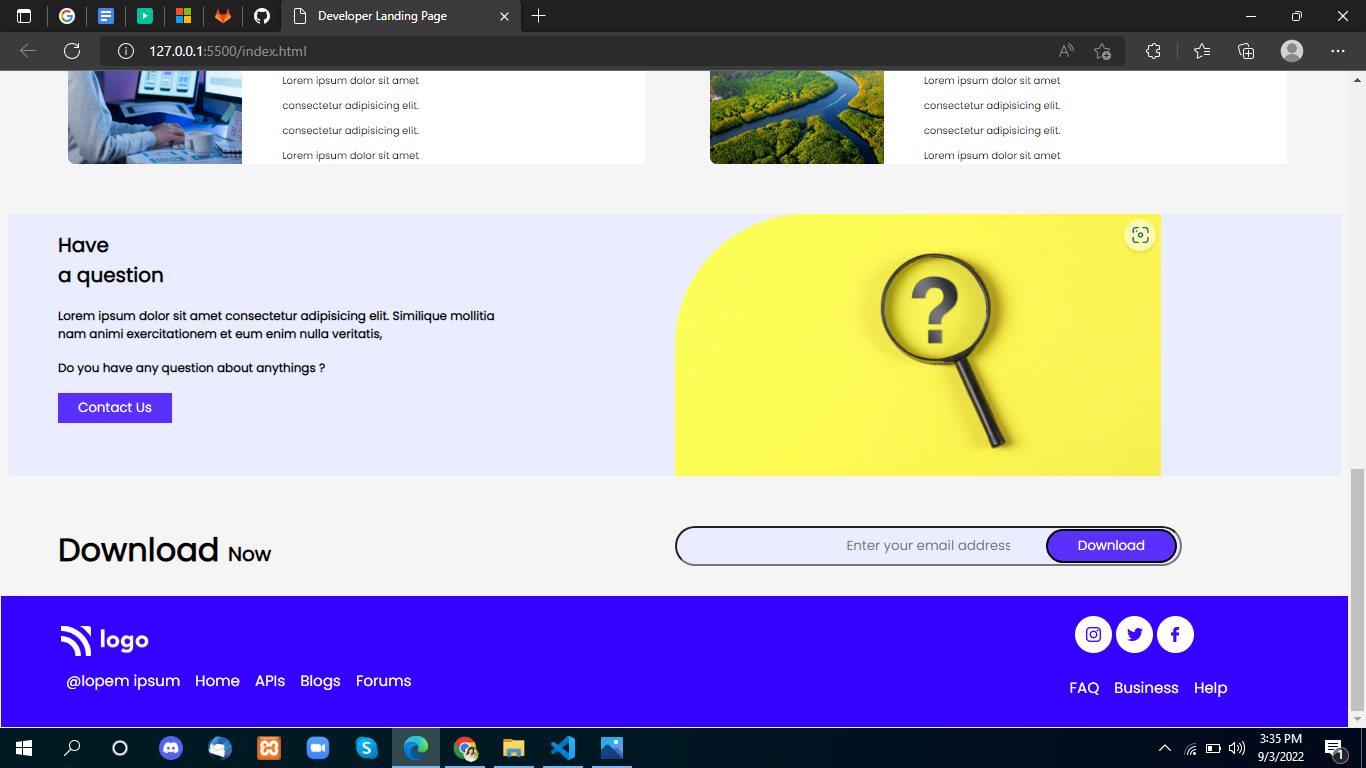 Developer Landing Page
127.0.0.1:5500/index.html
Lorem ipsum dolor sit amet
consectetur adipisicing elit.
consectetur adipisicing elit.
Lorem ipsum dolor sit amet
Lorem ipsum dolor sit amet
consectetur adipisicing elit.
consectetur adipisicing elit.
Lorem ipsum dolor sit amet
Have
a question
Lorem ipsum dolor sit amet consectetur adipisicing elit. Similique mollitia
nam animi exercitationem et eum enim nulla veritatis,
Do you have any question about anythings ?
Contact Us
?
Download Now
Enter your email address
Download
logo
@lopem ipsum Home APIs Blogs Forums
FAQ Business Help
3:35 PM
9/3/2022
1